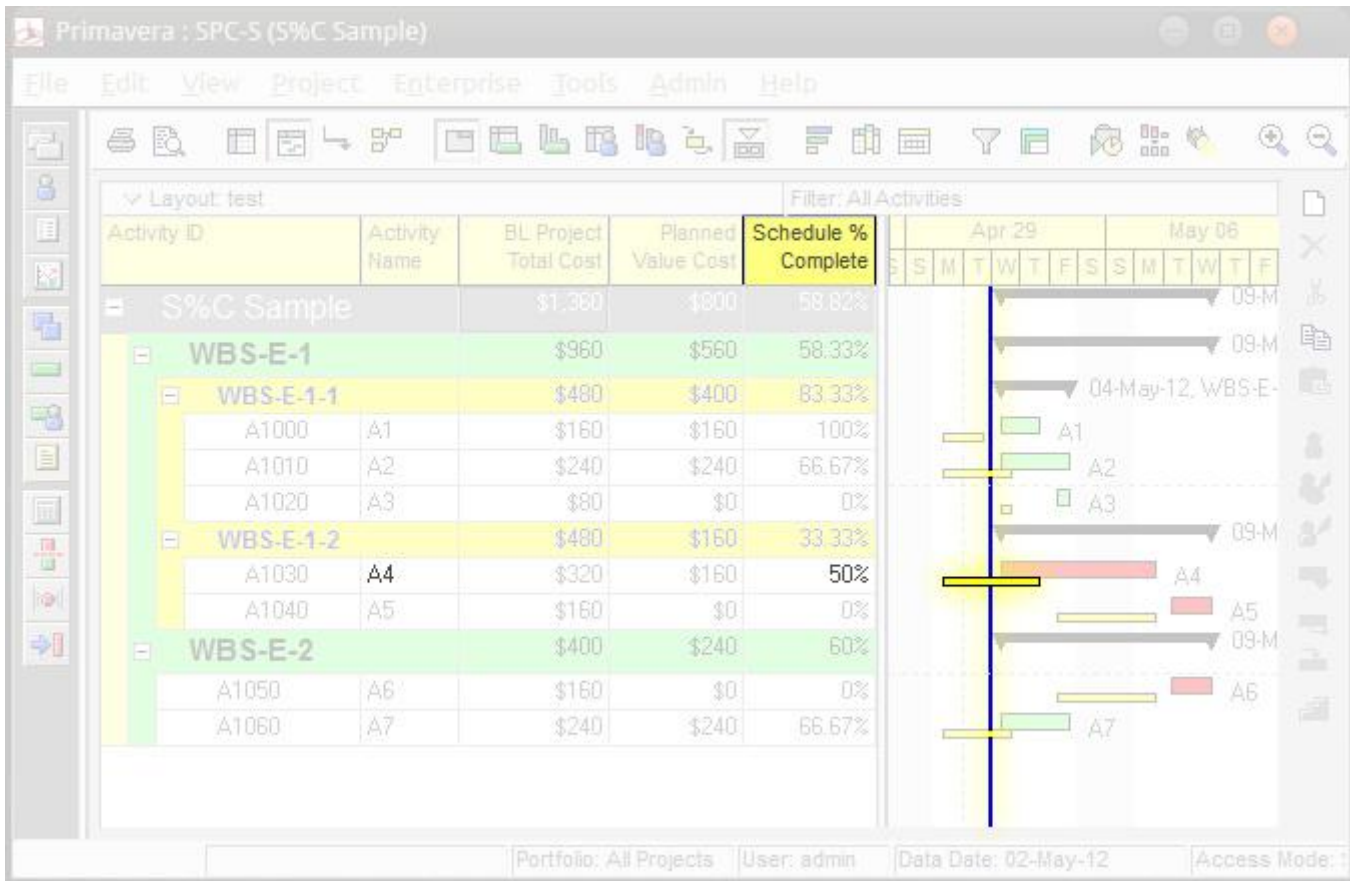 Primavera : SPC-S (S%C Sample)
File Edit View Project Enterprise Tools Admin Help
Layout: test Filter: All Activities
Activity ID Activity Name BL Project Total Cost Planned Value Cost Schedule % Complete Apr 29 May 06
S S M T W T F S S M T W T F
S%C Sample $1,360 $800 58.82% 09-M
WBS-E-1 $960 $560 58.33% 09-M
WBS-E-1-1 $480 $400 83.33% 04-May-12, WBS-E-
A1000 A1 $160 $160 100% A1
A1010 A2 $240 $240 66.67% A2
A1020 A3 $80 $0 0% A3
WBS-E-1-2 $480 $160 33.33% 09-M
A1030 A4 $320 $160 50% A4
A1040 A5 $160 $0 0% A5
WBS-E-2 $400 $240 60% 09-M
A1050 A6 $160 $0 0% A6
A1060 A7 $240 $240 66.67% A7
Portfolio: All Projects User: admin Data Date: 02-May-12 Access Mode: